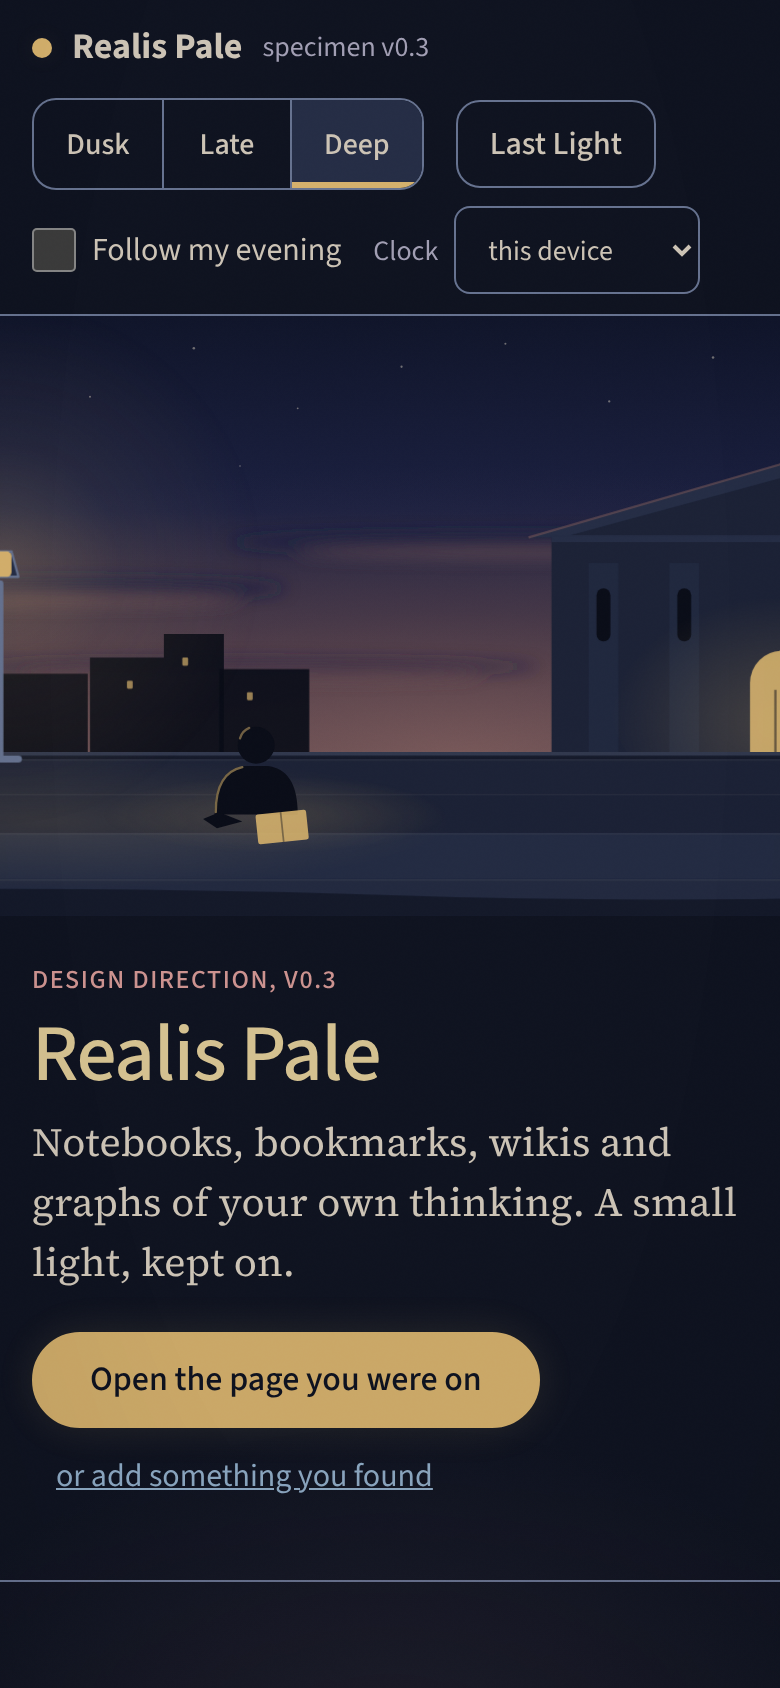 Realis Pale specimen v0.3
Dusk Late Deep Last Light
Follow my evening Clock this device
DESIGN DIRECTION, V0.3
Realis Pale
Notebooks, bookmarks, wikis and
graphs of your own thinking. A small
light, kept on.
Open the page you were on
or add something you found